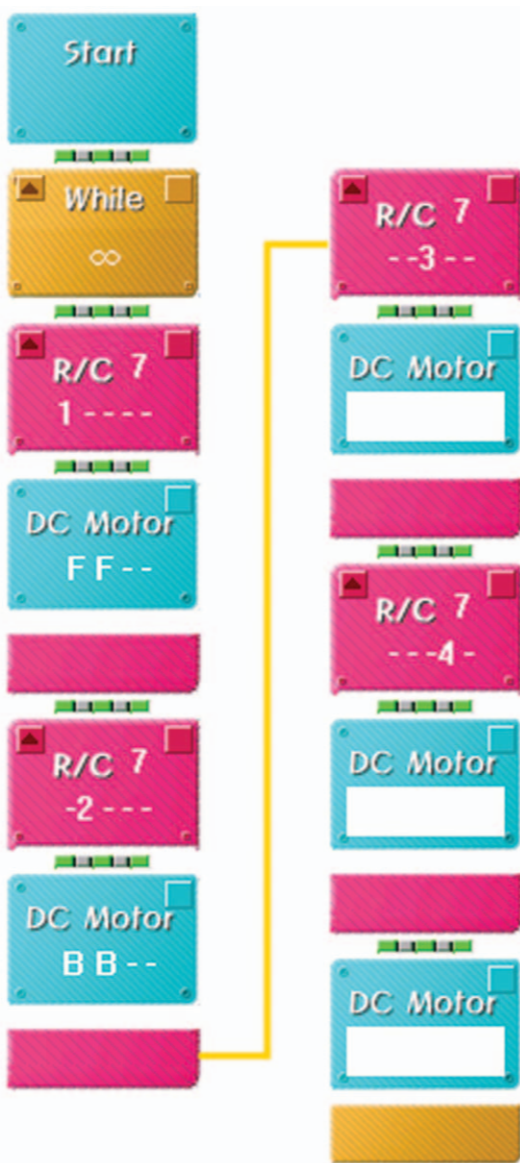 Start
While
∞
R/C 7
1 - - - -
DC Motor
F F - -
R/C 7
- 2 - - -
DC Motor
B B - -
R/C 7
- - 3 - -
DC Motor
R/C 7
- - - 4 -
DC Motor
DC Motor